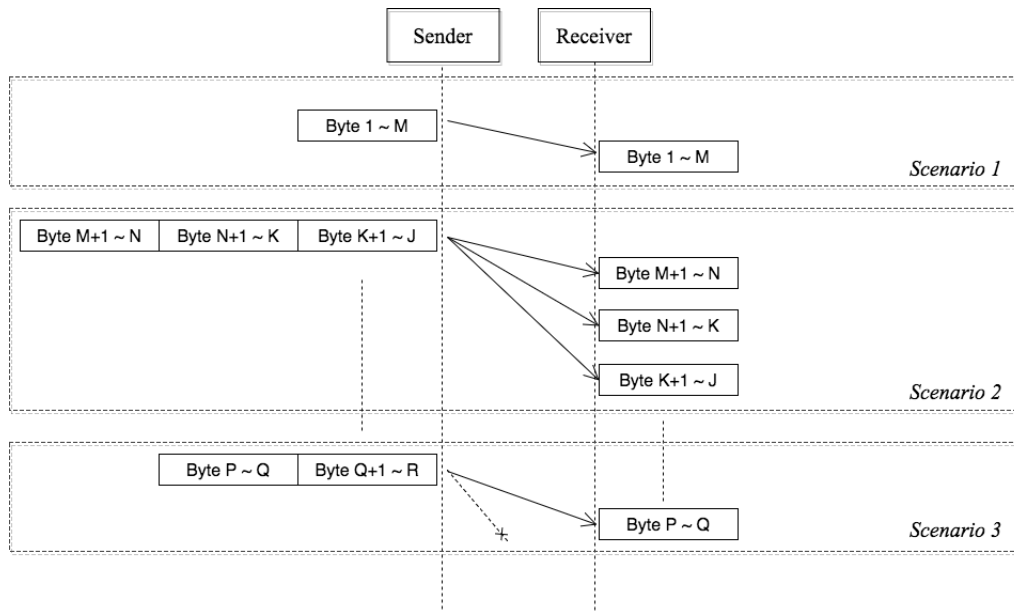 Sender
Receiver
Byte 1 ~ M
Byte 1 ~ M
Scenario 1
Byte M+1 ~ N
Byte N+1 ~ K
Byte K+1 ~ J
Byte M+1 ~ N
Byte N+1 ~ K
Byte K+1 ~ J
Scenario 2
Byte P ~ Q
Byte Q+1 ~ R
Byte P ~ Q
Scenario 3